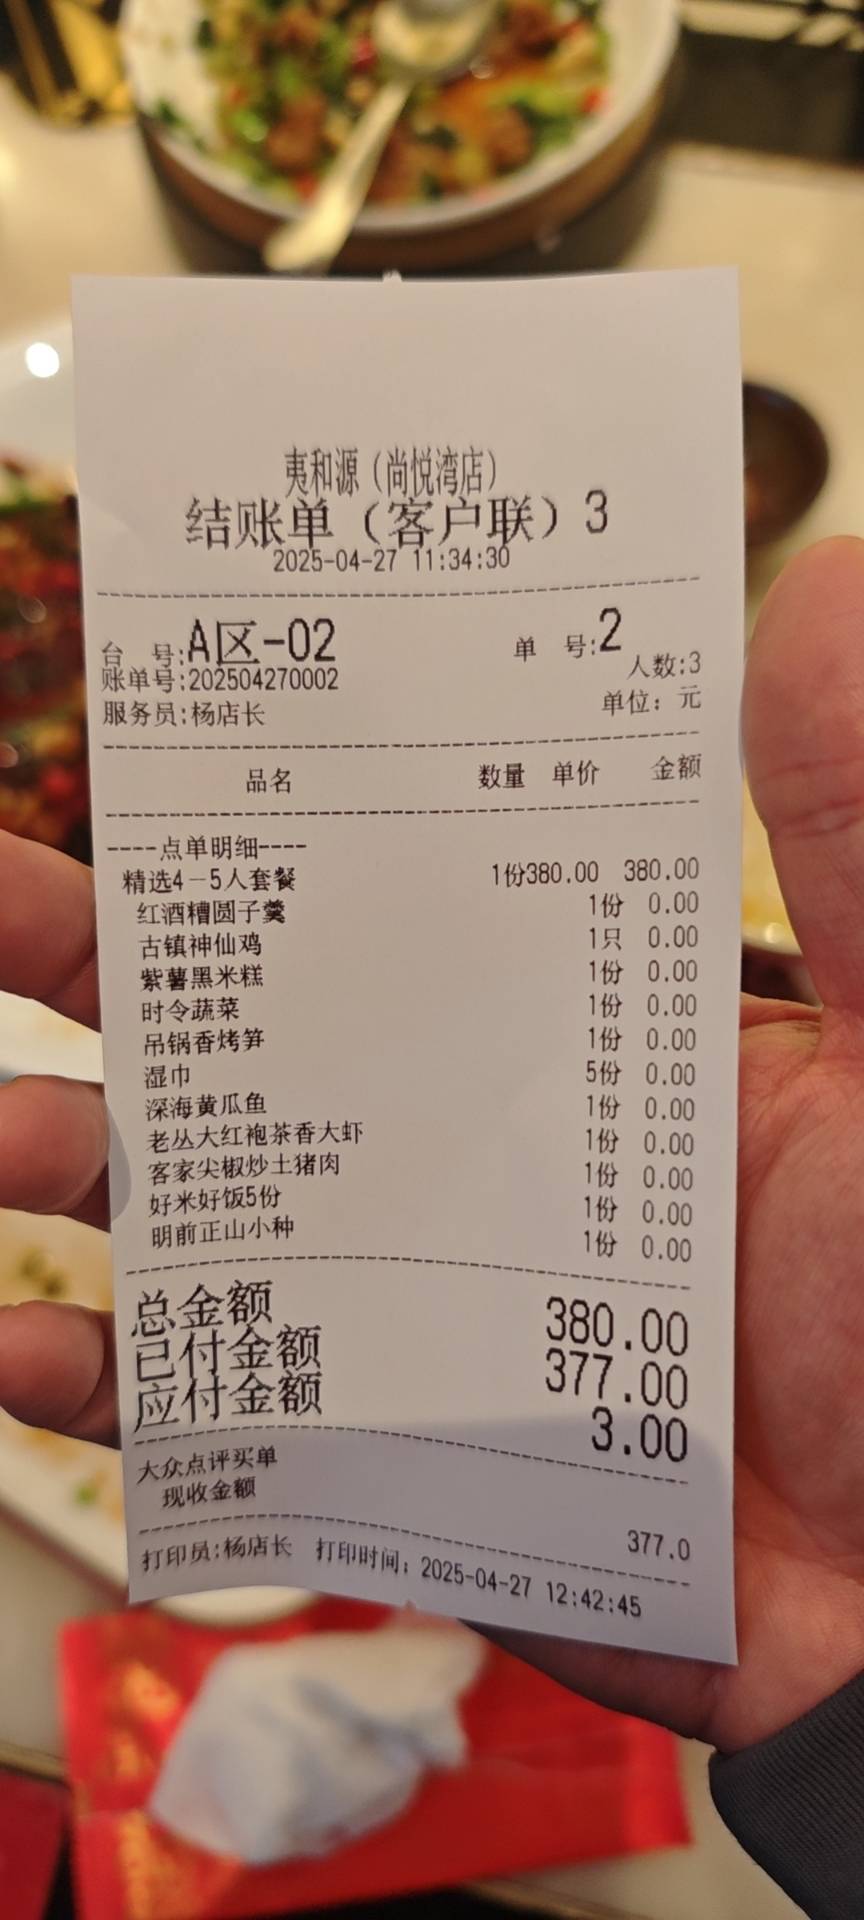 夷和源（尚悦湾店）
结账单（客户联）3
2025-04-27 11:34:30
台 号:A区-02 单 号:2
账单号:202504270002 人数:3
服务员:杨店长 单位：元
品名 数量 单价 金额
----点单明细----
精选4－5人套餐 1份380.00 380.00
红酒糟圆子羹 1份 0.00
古镇神仙鸡 1只 0.00
紫薯黑米糕 1份 0.00
时令蔬菜 1份 0.00
吊锅香烤笋 1份 0.00
湿巾 5份 0.00
深海黄瓜鱼 1份 0.00
老丛大红袍茶香大虾 1份 0.00
客家尖椒炒土猪肉 1份 0.00
好米好饭5份 1份 0.00
明前正山小种 1份 0.00
总金额 380.00
已付金额 377.00
应付金额 3.00
大众点评买单
现收金额 377.0
打印员:杨店长 打印时间：2025-04-27 12:42:45